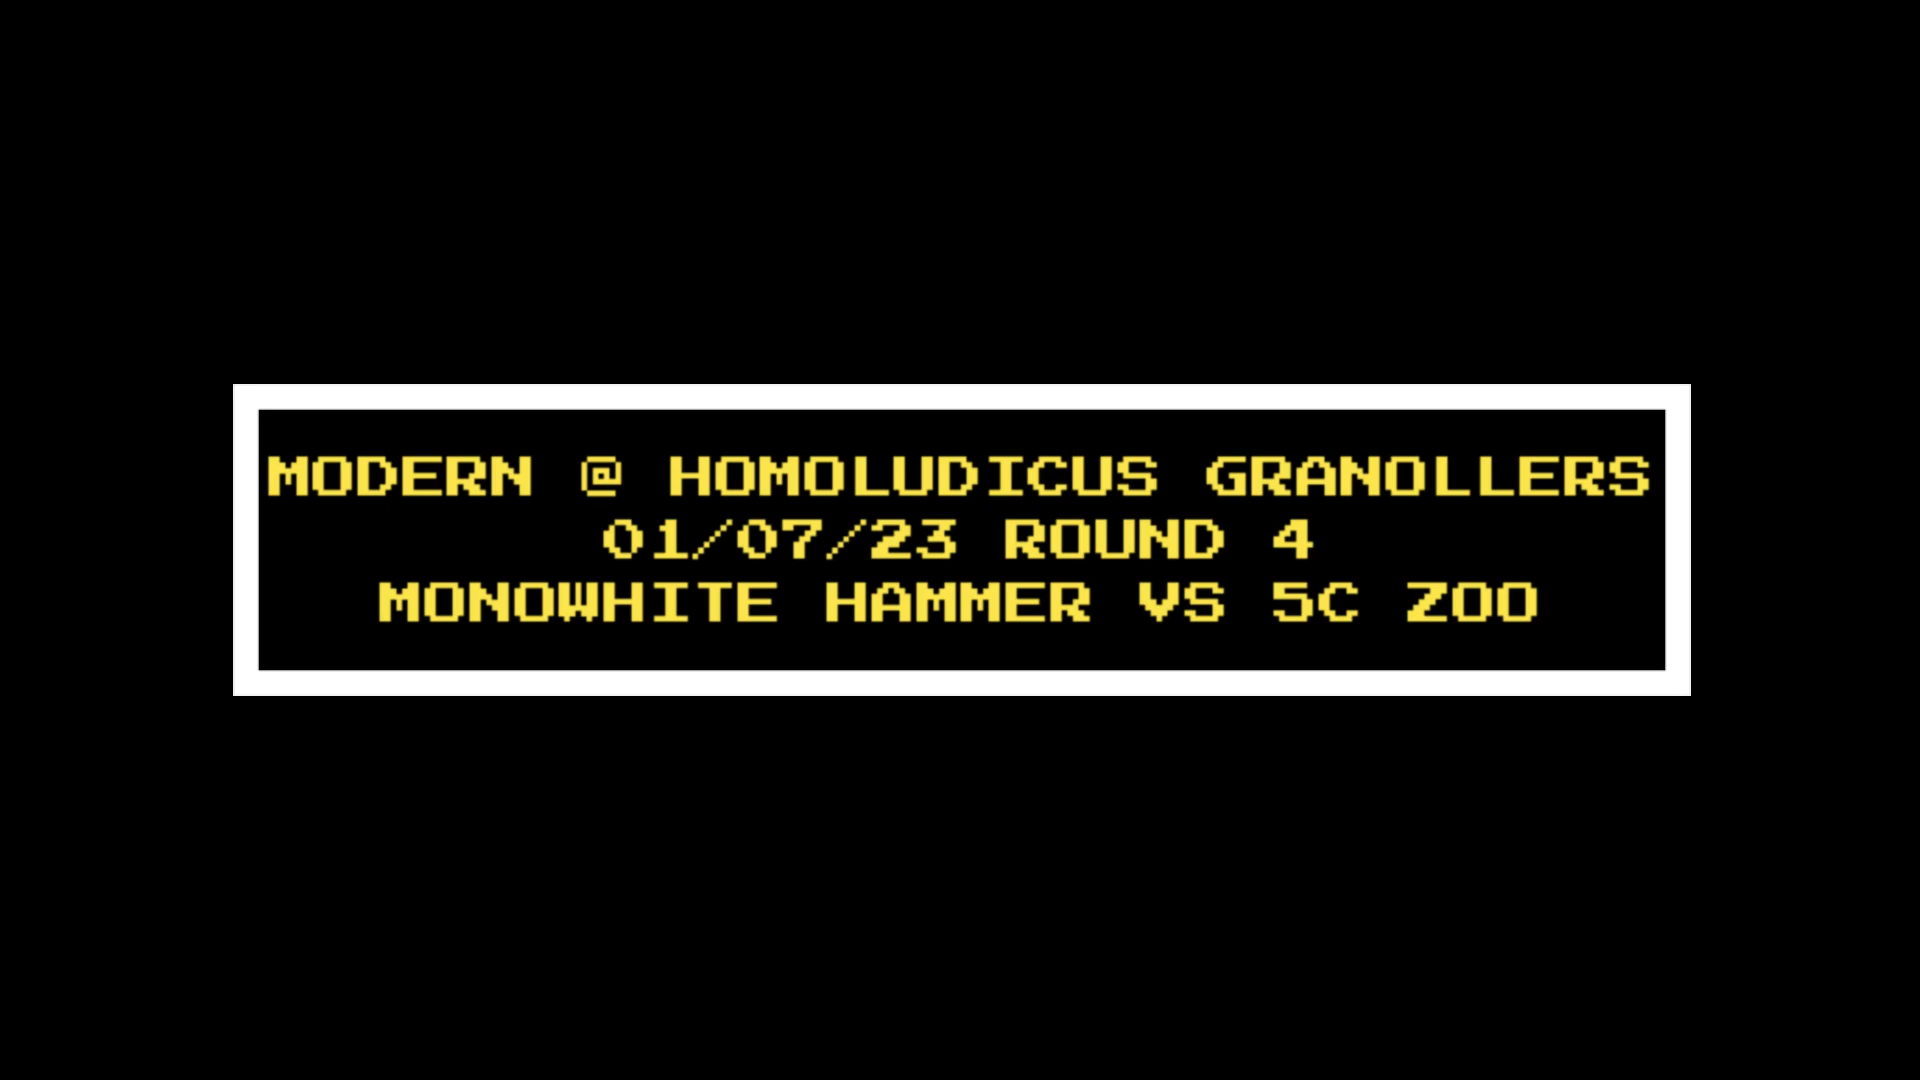 MODERN @ HOMOLUDICUS GRANOLLERS
01/07/23 ROUND 4
MONOWHITE HAMMER VS 5C ZOO